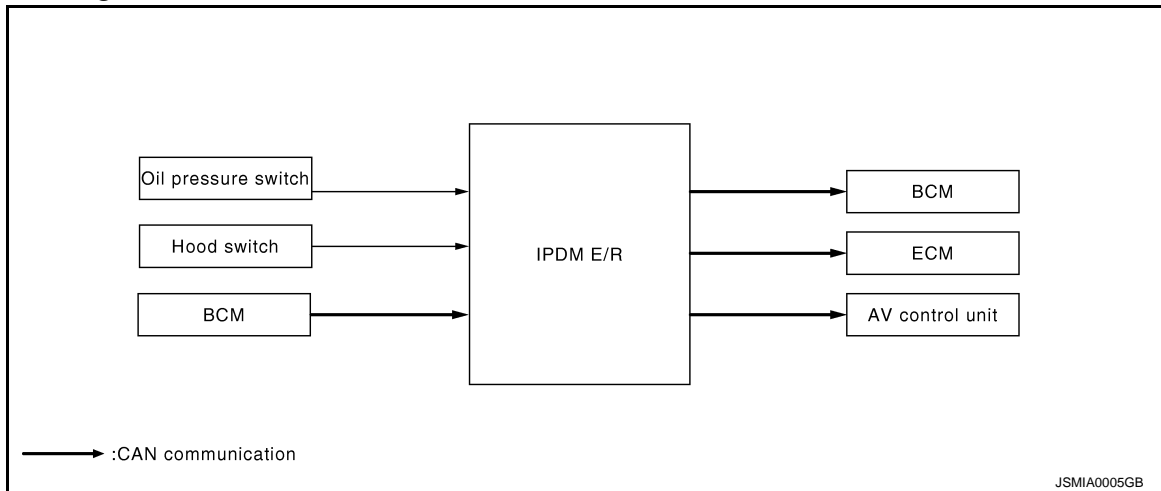 Oil pressure switch
Hood switch
BCM
IPDM E/R
BCM
ECM
AV control unit
:CAN communication
JSMIA0005GB